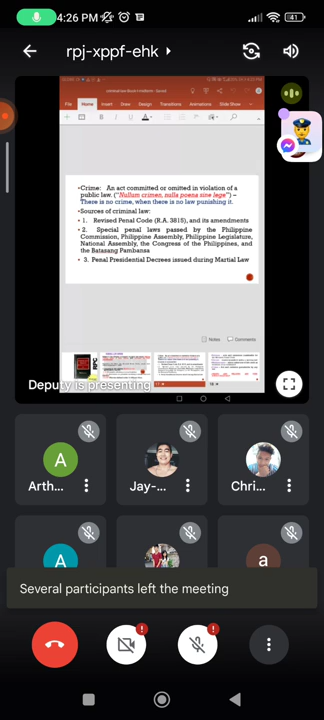 4:26 PM
41
rpj-xppf-ehk
File Home Insert Draw Design Transitions Animations Slide Show
•Crime: An act committed or omitted in violation of a
public law. ("Nullum crimen, nulla poena sine lege") –
There is no crime, when there is no law punishing it.
•Sources of criminal law:
• 1. Revised Penal Code (R.A. 3815), and its amendments
• 2. Special penal laws passed by the Philippine
Commission, Philippine Assembly, Philippine Legislature,
National Assembly, the Congress of the Philippines, and
the Batasang Pambansa
• 3. Penal Presidential Decrees issued during Martial Law
Notes Comments
RPC
Deputy is presenting
A
Arth...
Jay-...
Chri...
A
a
Several participants left the meeting